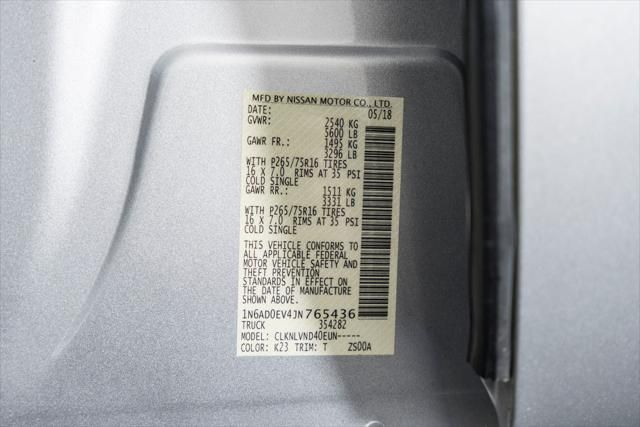 MFD BY NISSAN MOTOR CO., LTD.
DATE: 05/18
GVWR: 2540 KG
5600 LB
GAWR FR.: 1495 KG
3296 LB
WITH P265/75R16 TIRES
16 X 7.0 RIMS AT 35 PSI
COLD SINGLE
GAWR RR.: 1511 KG
3331 LB
WITH P265/75R16 TIRES
16 X 7.0 RIMS AT 35 PSI
COLD SINGLE
THIS VEHICLE CONFORMS TO
ALL APPLICABLE FEDERAL
MOTOR VEHICLE SAFETY AND
THEFT PREVENTION
STANDARDS IN EFFECT ON
THE DATE OF MANUFACTURE
SHOWN ABOVE.
1N6AD0EV4JN765436
TRUCK 354282
MODEL: CLKNLVND40EUN-----
COLOR: K23 TRIM: T ZS00A